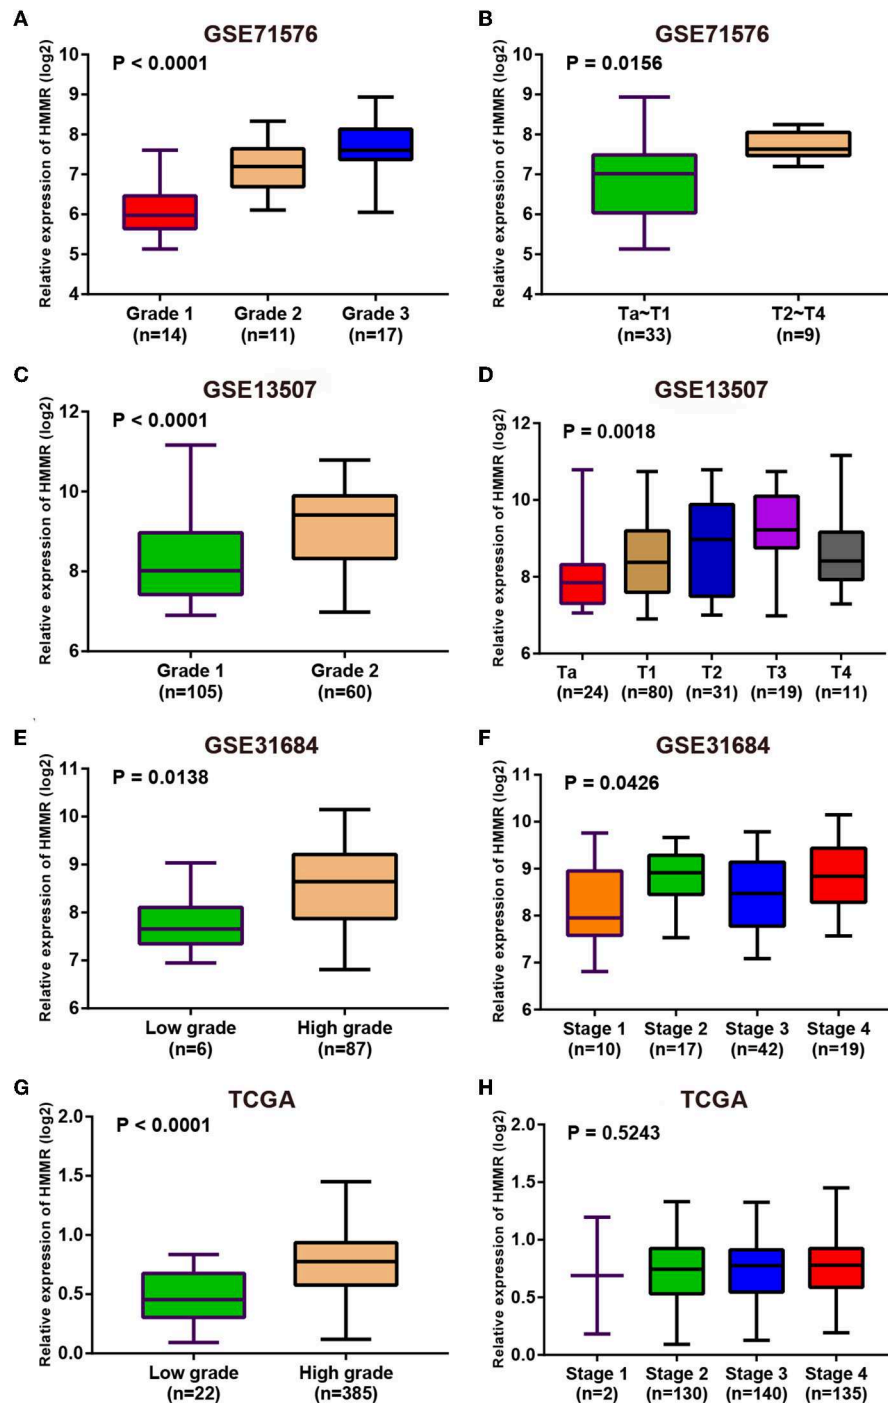 A
GSE71576
P < 0.0001
Relative expression of HMMR (log2)
10
9
8
7
6
5
4
Grade 1
Grade 2
Grade 3
(n=14)
(n=11)
(n=17)
B
GSE71576
P = 0.0156
Relative expression of HMMR (log2)
10
9
8
7
6
5
4
Ta~T1
T2~T4
(n=33)
(n=9)
C
GSE13507
P < 0.0001
Relative expression of HMMR (log2)
12
10
8
6
Grade 1
Grade 2
(n=105)
(n=60)
D
GSE13507
P = 0.0018
Relative expression of HMMR (log2)
12
10
8
6
Ta
T1
T2
T3
T4
(n=24)
(n=80)
(n=31)
(n=19)
(n=11)
E
GSE31684
P = 0.0138
Relative expression of HMMR (log2)
11
10
9
8
7
6
Low grade
High grade
(n=6)
(n=87)
F
GSE31684
P = 0.0426
Relative expression of HMMR (log2)
11
10
9
8
7
6
Stage 1
Stage 2
Stage 3
Stage 4
(n=10)
(n=17)
(n=42)
(n=19)
G
TCGA
P < 0.0001
Relative expression of HMMR (log2)
2.0
1.5
1.0
0.5
0.0
Low grade
High grade
(n=22)
(n=385)
H
TCGA
P = 0.5243
Relative expression of HMMR (log2)
2.0
1.5
1.0
0.5
0.0
Stage 1
Stage 2
Stage 3
Stage 4
(n=2)
(n=130)
(n=140)
(n=135)